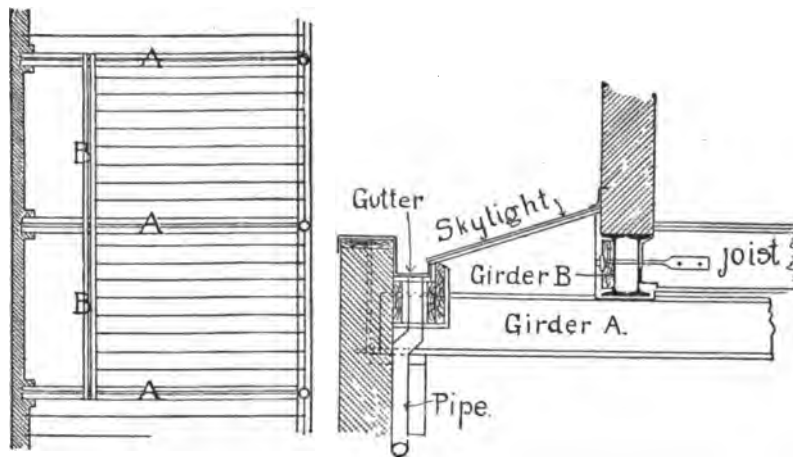 A
B
A
B
A
Gutter
Skylight
Girder B
joist
Girder A.
Pipe.